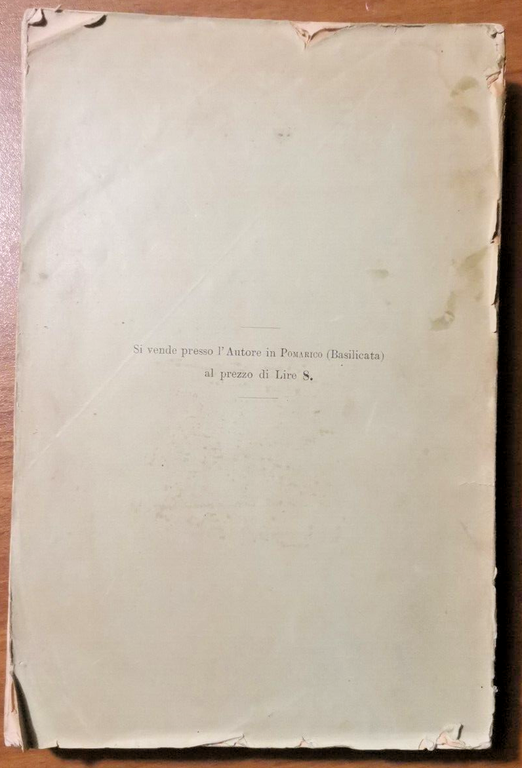 Si vende presso l'Autore in POMARICO (Basilicata)
al prezzo di Lire 8.